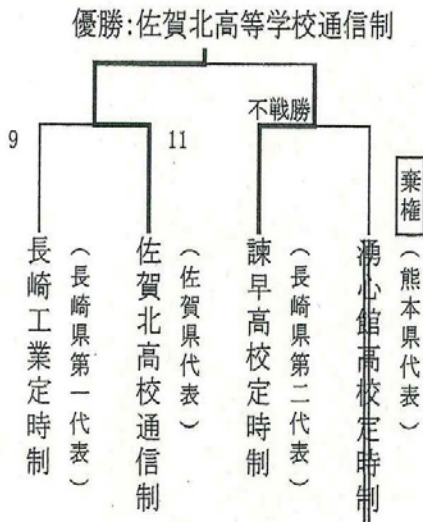 優勝:佐賀北高等学校通信制
不戦勝
9
11
棄権
長崎工業定時制
(長崎県第一代表)
佐賀北高校通信制
(佐賀県代表)
諫早高校定時制
(長崎県第二代表)
湧心館高校定時制
(熊本県代表)